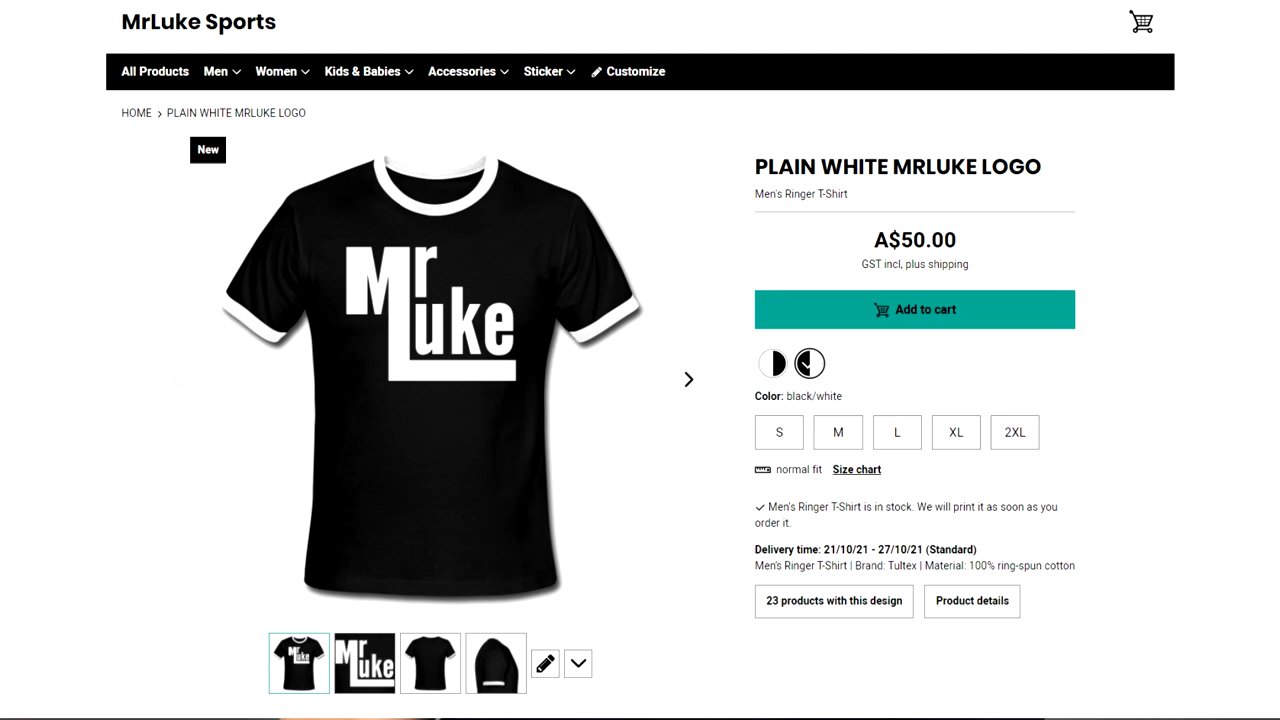 MrLuke Sports
All Products Men Women Kids & Babies Accessories Sticker Customize
HOME > PLAIN WHITE MRLUKE LOGO
New
Mr
Luke
PLAIN WHITE MRLUKE LOGO
Men's Ringer T-Shirt
A$50.00
GST incl, plus shipping
Add to cart
Color: black/white
S M L XL 2XL
normal fit Size chart
Men's Ringer T-Shirt is in stock. We will print it as soon as you
order it.
Delivery time: 21/10/21 - 27/10/21 (Standard)
Men's Ringer T-Shirt | Brand: Tultex | Material: 100% ring-spun cotton
23 products with this design Product details
Mr
Luke
Mr
Luke